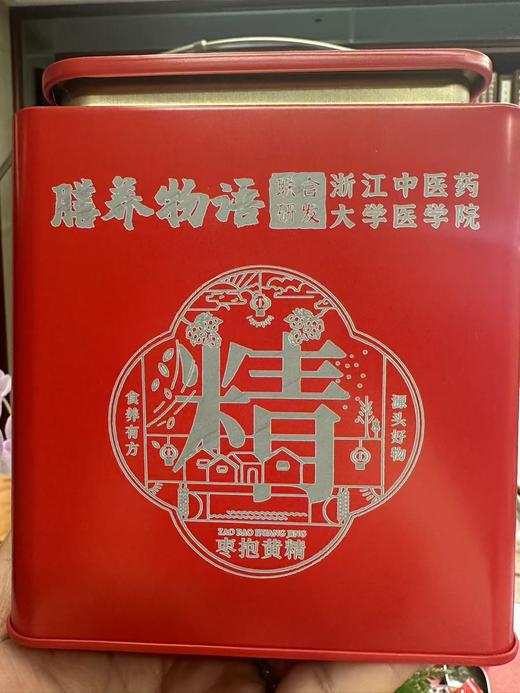 膳养物语 联合研发 浙江中医药大学医学院
精
食养有方
源头好物
ZAO BAO HUANG JING
枣抱黄精